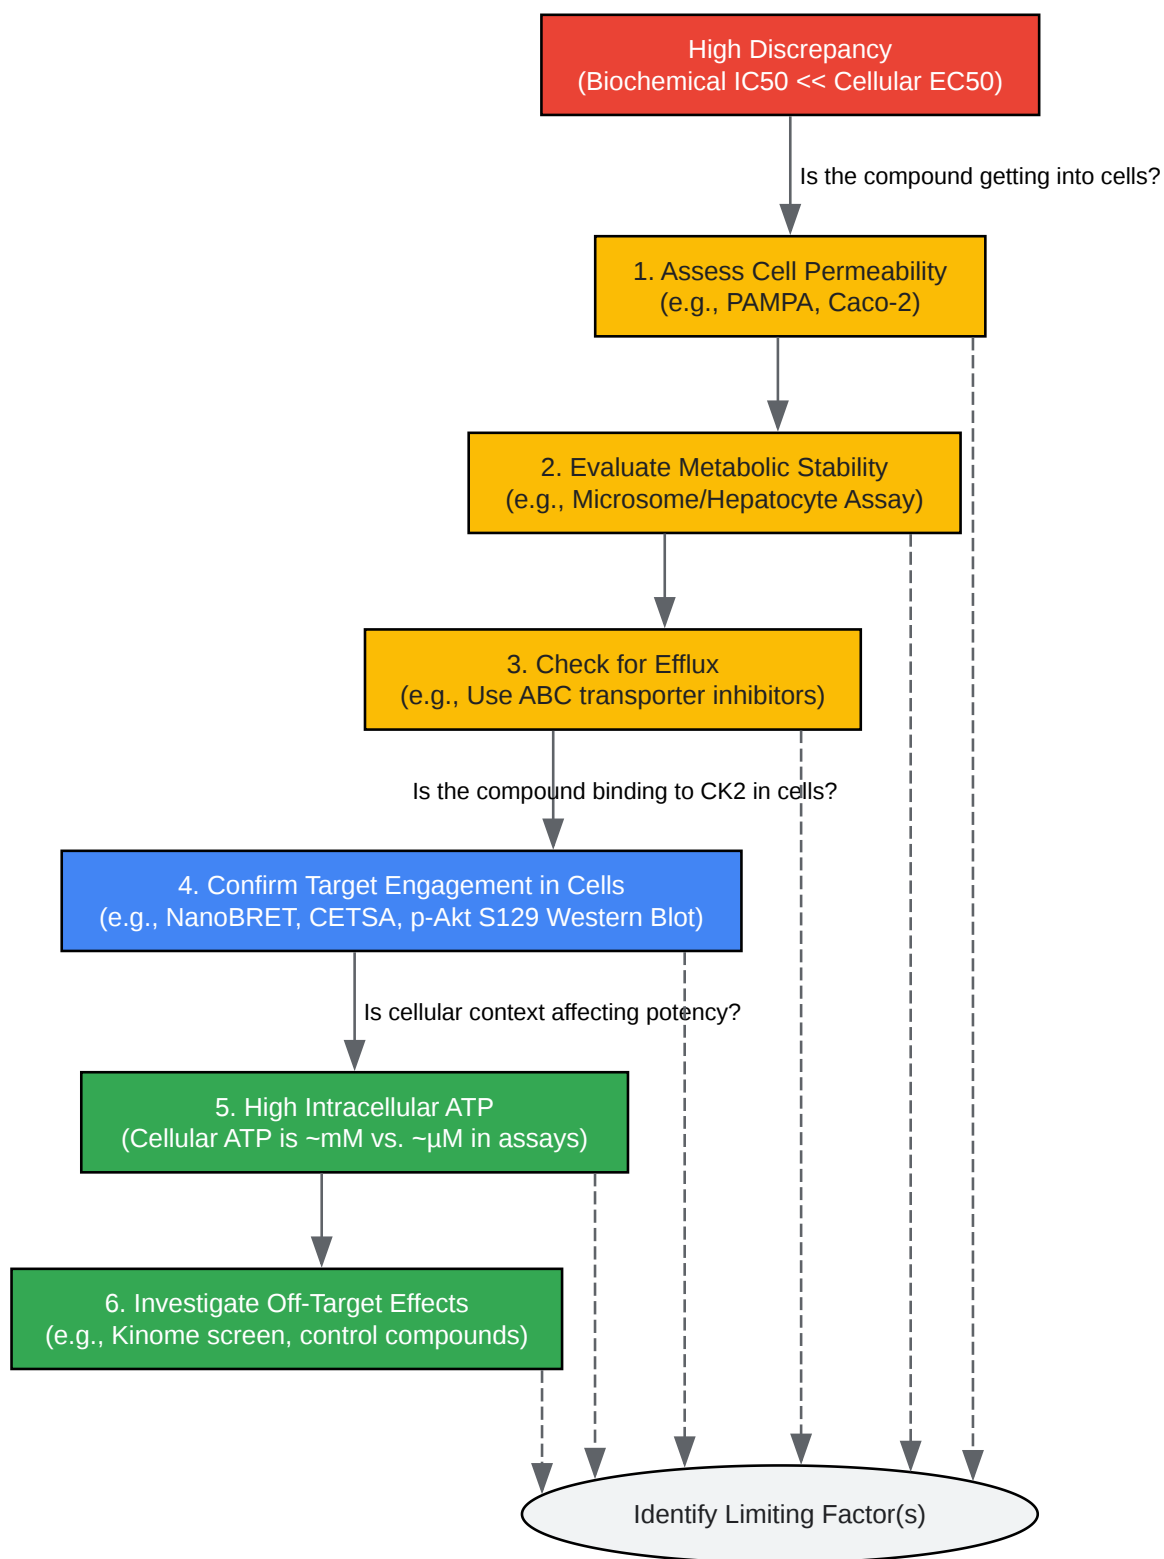 High Discrepancy
(Biochemical IC50 << Cellular EC50)
Is the compound getting into cells?
1. Assess Cell Permeability
(e.g., PAMPA, Caco-2)
2. Evaluate Metabolic Stability
(e.g., Microsome/Hepatocyte Assay)
3. Check for Efflux
(e.g., Use ABC transporter inhibitors)
Is the compound binding to CK2 in cells?
4. Confirm Target Engagement in Cells
(e.g., NanoBRET, CETSA, p-Akt S129 Western Blot)
Is cellular context affecting potency?
5. High Intracellular ATP
(Cellular ATP is ~mM vs. ~µM in assays)
6. Investigate Off-Target Effects
(e.g., Kinome screen, control compounds)
Identify Limiting Factor(s)